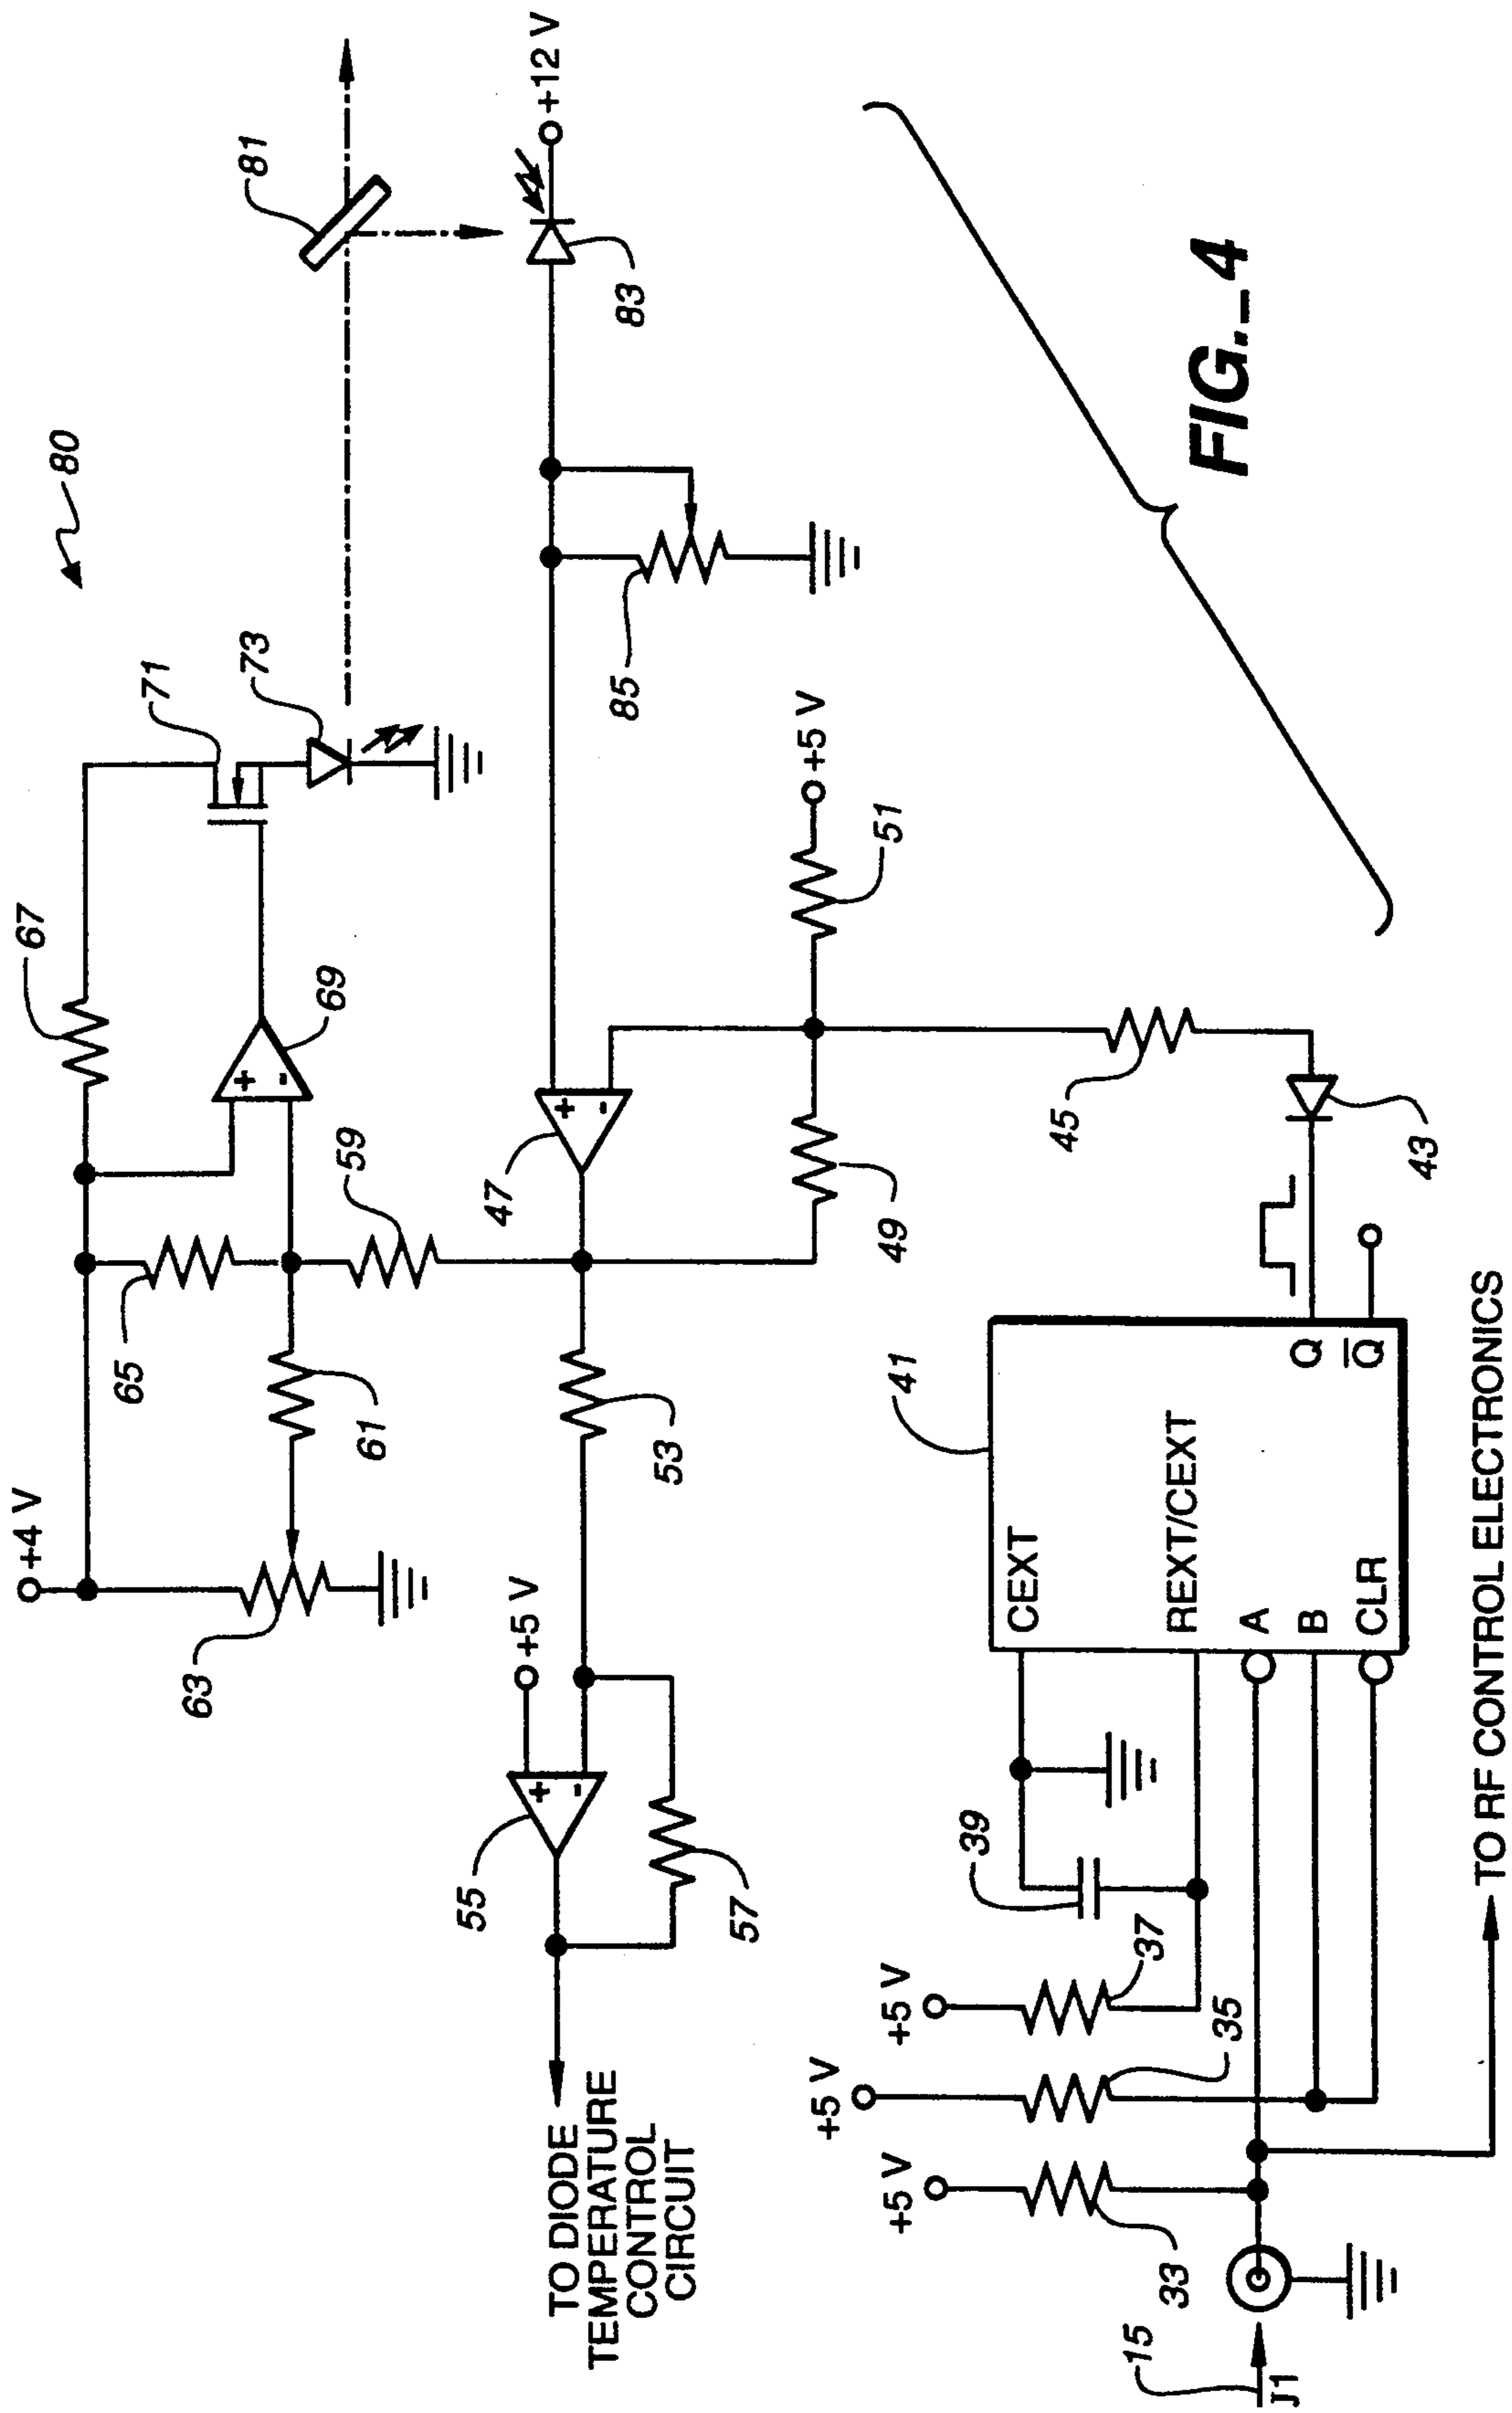 80
81
+12 V
83
85
71
73
67
69
+
-
59
65
61
+4 V
63
47
+
-
+5 V
51
49
45
43
53
+5 V
55
+
-
57
TO DIODE
TEMPERATURE
CONTROL
CIRCUIT
41
CEXT
REXT/CEXT
A
B
CLR
Q
Q̅
39
+5 V
37
+5 V
35
+5 V
33
15
J1
TO RF CONTROL ELECTRONICS
FIG._4